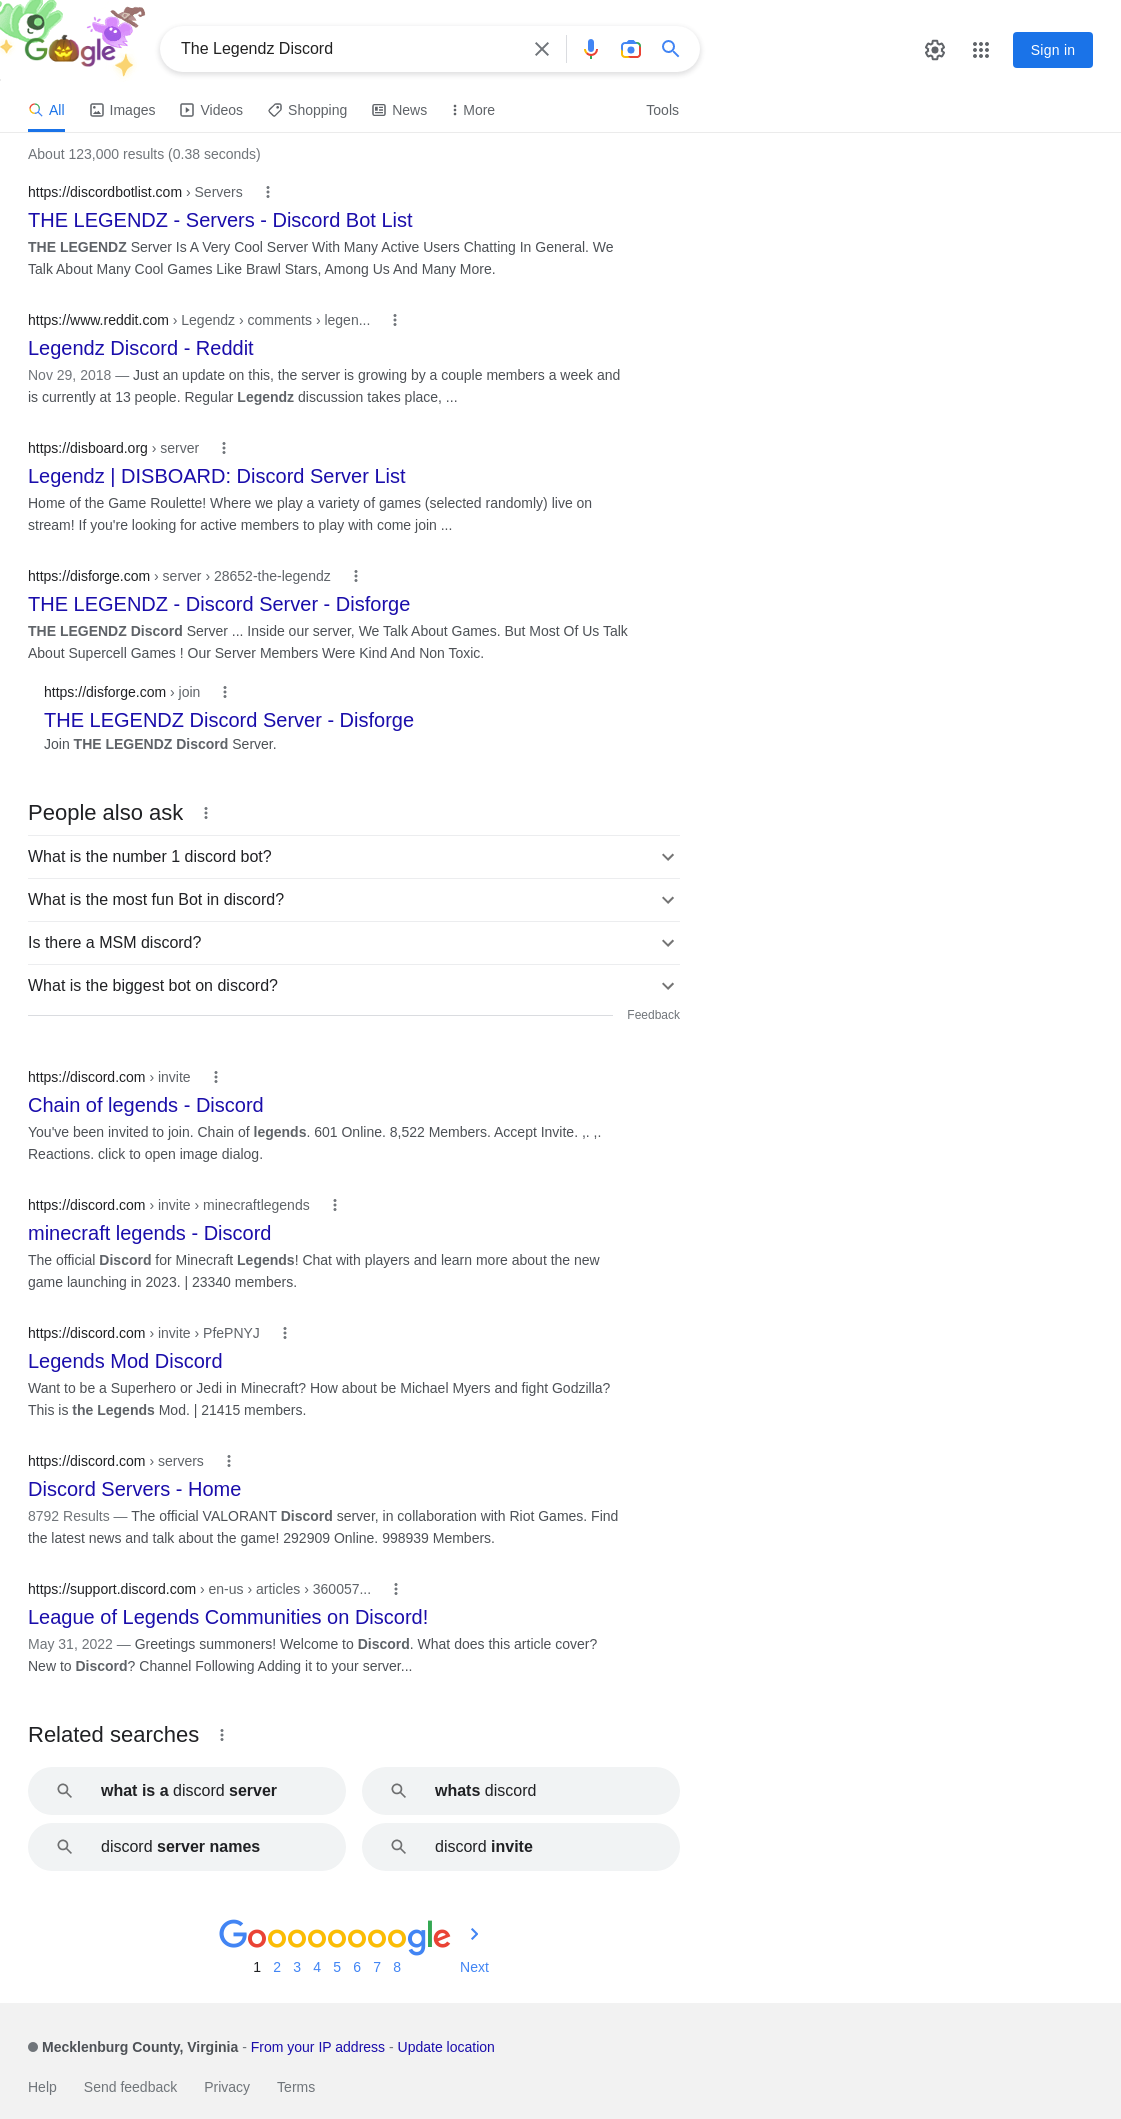 Google
The Legendz Discord
Sign in
All Images Videos Shopping News More Tools
About 123,000 results (0.38 seconds)
https://discordbotlist.com › Servers
THE LEGENDZ - Servers - Discord Bot List
THE LEGENDZ Server Is A Very Cool Server With Many Active Users Chatting In General. We
Talk About Many Cool Games Like Brawl Stars, Among Us And Many More.
https://www.reddit.com › Legendz › comments › legen...
Legendz Discord - Reddit
Nov 29, 2018 — Just an update on this, the server is growing by a couple members a week and
is currently at 13 people. Regular Legendz discussion takes place, ...
https://disboard.org › server
Legendz | DISBOARD: Discord Server List
Home of the Game Roulette! Where we play a variety of games (selected randomly) live on
stream! If you're looking for active members to play with come join ...
https://disforge.com › server › 28652-the-legendz
THE LEGENDZ - Discord Server - Disforge
THE LEGENDZ Discord Server ... Inside our server, We Talk About Games. But Most Of Us Talk
About Supercell Games ! Our Server Members Were Kind And Non Toxic.
https://disforge.com › join
THE LEGENDZ Discord Server - Disforge
Join THE LEGENDZ Discord Server.
People also ask
What is the number 1 discord bot?
What is the most fun Bot in discord?
Is there a MSM discord?
What is the biggest bot on discord?
Feedback
https://discord.com › invite
Chain of legends - Discord
You've been invited to join. Chain of legends. 601 Online. 8,522 Members. Accept Invite. ,. ,.
Reactions. click to open image dialog.
https://discord.com › invite › minecraftlegends
minecraft legends - Discord
The official Discord for Minecraft Legends! Chat with players and learn more about the new
game launching in 2023. | 23340 members.
https://discord.com › invite › PfePNYJ
Legends Mod Discord
Want to be a Superhero or Jedi in Minecraft? How about be Michael Myers and fight Godzilla?
This is the Legends Mod. | 21415 members.
https://discord.com › servers
Discord Servers - Home
8792 Results — The official VALORANT Discord server, in collaboration with Riot Games. Find
the latest news and talk about the game! 292909 Online. 998939 Members.
https://support.discord.com › en-us › articles › 360057...
League of Legends Communities on Discord!
May 31, 2022 — Greetings summoners! Welcome to Discord. What does this article cover?
New to Discord? Channel Following Adding it to your server...
Related searches
what is a discord server
whats discord
discord server names
discord invite
Goooooooogle
1 2 3 4 5 6 7 8 Next
Mecklenburg County, Virginia - From your IP address - Update location
Help Send feedback Privacy Terms